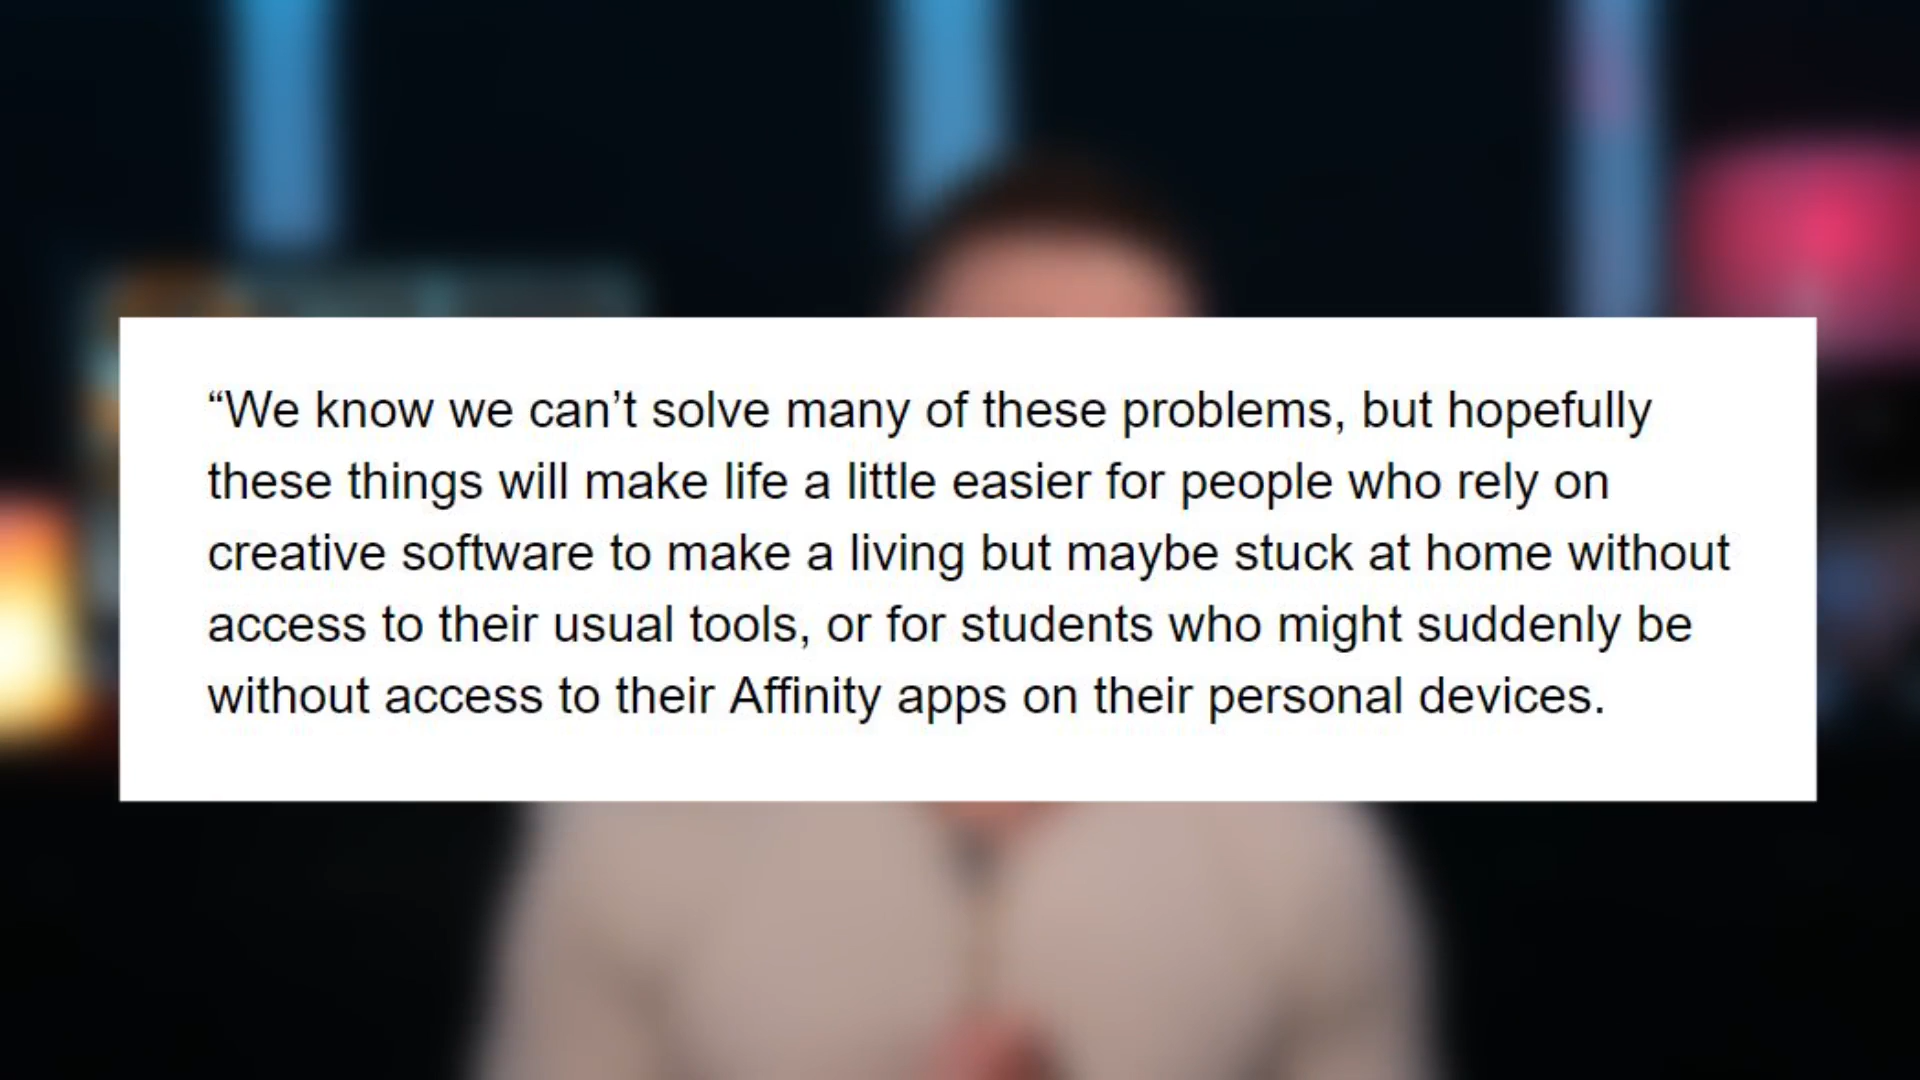 “We know we can’t solve many of these problems, but hopefully
these things will make life a little easier for people who rely on
creative software to make a living but maybe stuck at home without
access to their usual tools, or for students who might suddenly be
without access to their Affinity apps on their personal devices.